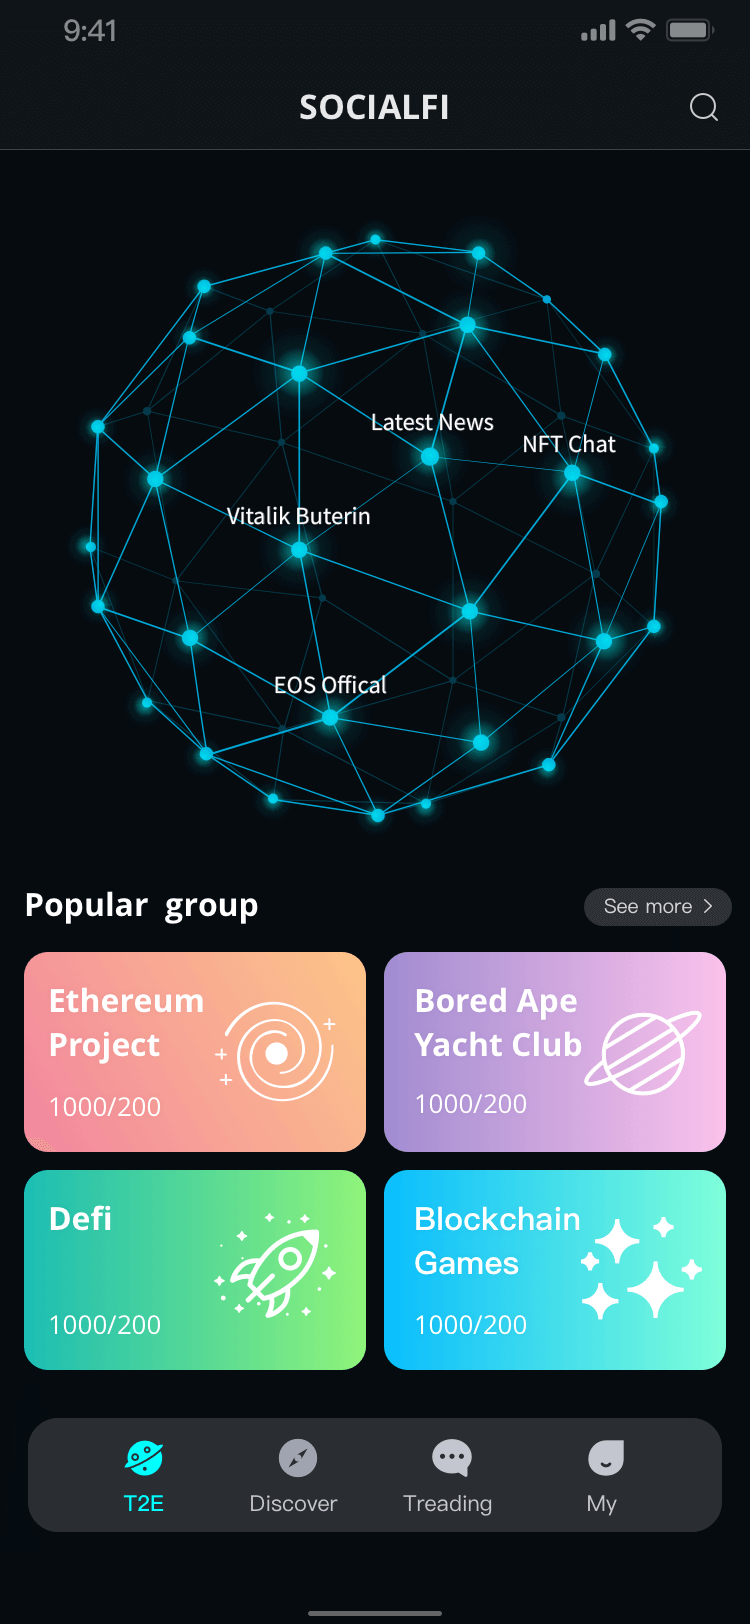 9:41
SOCIALFI
Latest News
NFT Chat
Vitalik Buterin
EOS Offical
Popular group
See more
Ethereum
Project
1000/200
Bored Ape
Yacht Club
1000/200
Defi
1000/200
Blockchain
Games
1000/200
T2E
Discover
Treading
My